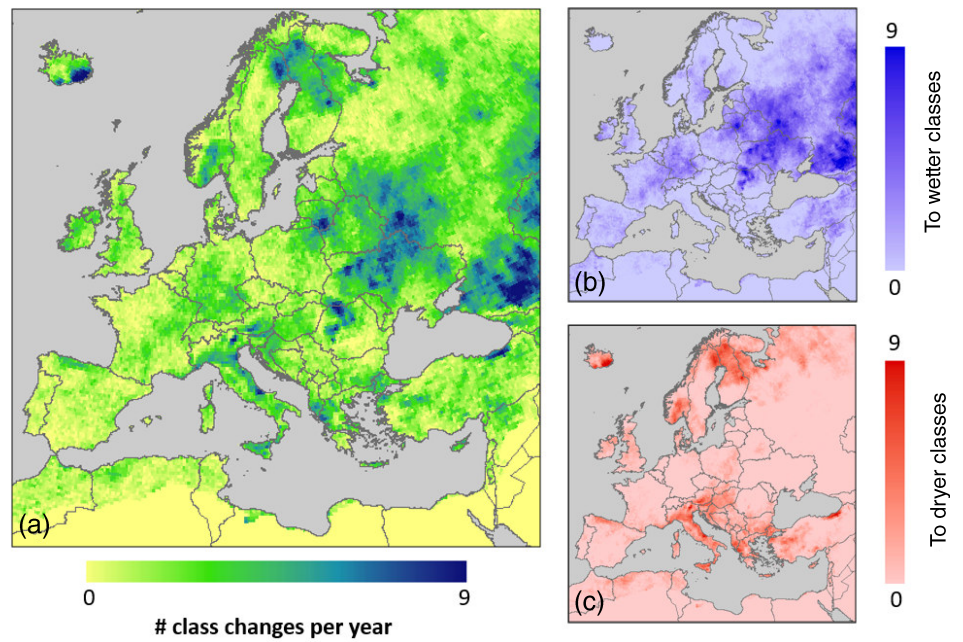 (a)
0
9
# class changes per year
(b)
9
0
To wetter classes
(c)
9
0
To dryer classes